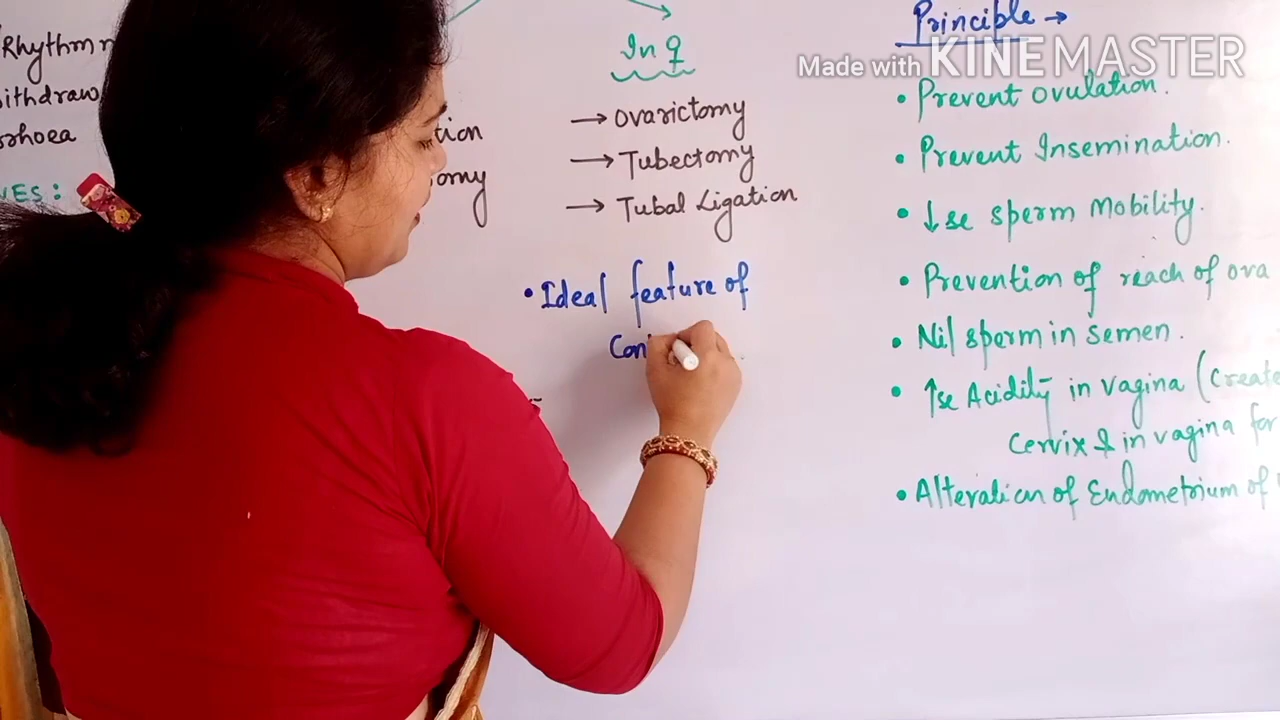 Rhythm
ithdraw
rrhoea
VES :
tion
omy
In ♀
→ Ovarictomy
→ Tubectomy
→ Tubal Ligation
• Ideal feature of
Con
Principle →
Made with KINEMASTER
• Prevent Ovulation.
• Prevent Insemination.
• ↓se sperm Mobility.
• Prevention of reach of ova
• Nil sperm in semen.
• ↑se Acidity in vagina (Create
Cervix & in vagina for
• Alteration of Endometrium of